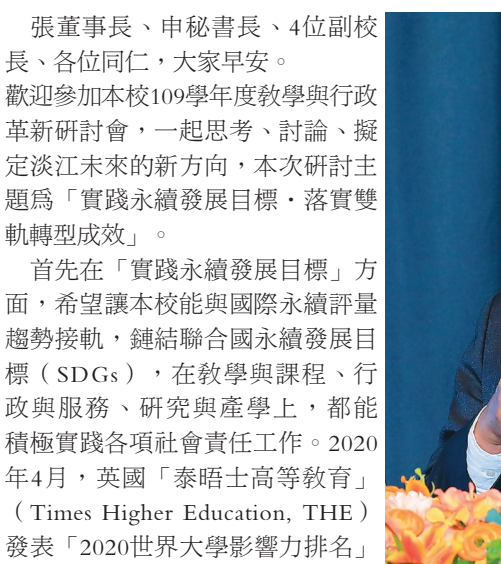 張董事長、申秘書長、4位副校
長、各位同仁，大家早安。
歡迎參加本校109學年度教學與行政
革新研討會，一起思考、討論、擬
定淡江未來的新方向，本次研討主
題為「實踐永續發展目標・落實雙
軌轉型成效」。
首先在「實踐永續發展目標」方
面，希望讓本校能與國際永續評量
趨勢接軌，鏈結聯合國永續發展目
標（SDGs），在教學與課程、行
政與服務、研究與產學上，都能
積極實踐各項社會責任工作。2020
年4月，英國「泰晤士高等教育」
（Times Higher Education, THE）
發表「2020世界大學影響力排名」